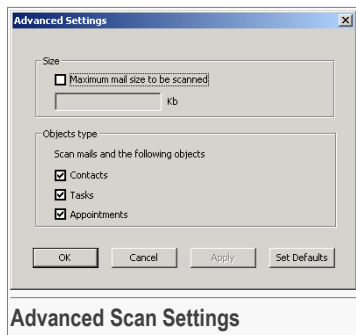 Advanced Settings
Size
Maximum mail size to be scanned
Kb
Objects type
Scan mails and the following objects
Contacts
Tasks
Appointments
OK Cancel Apply Set Defaults
Advanced Scan Settings